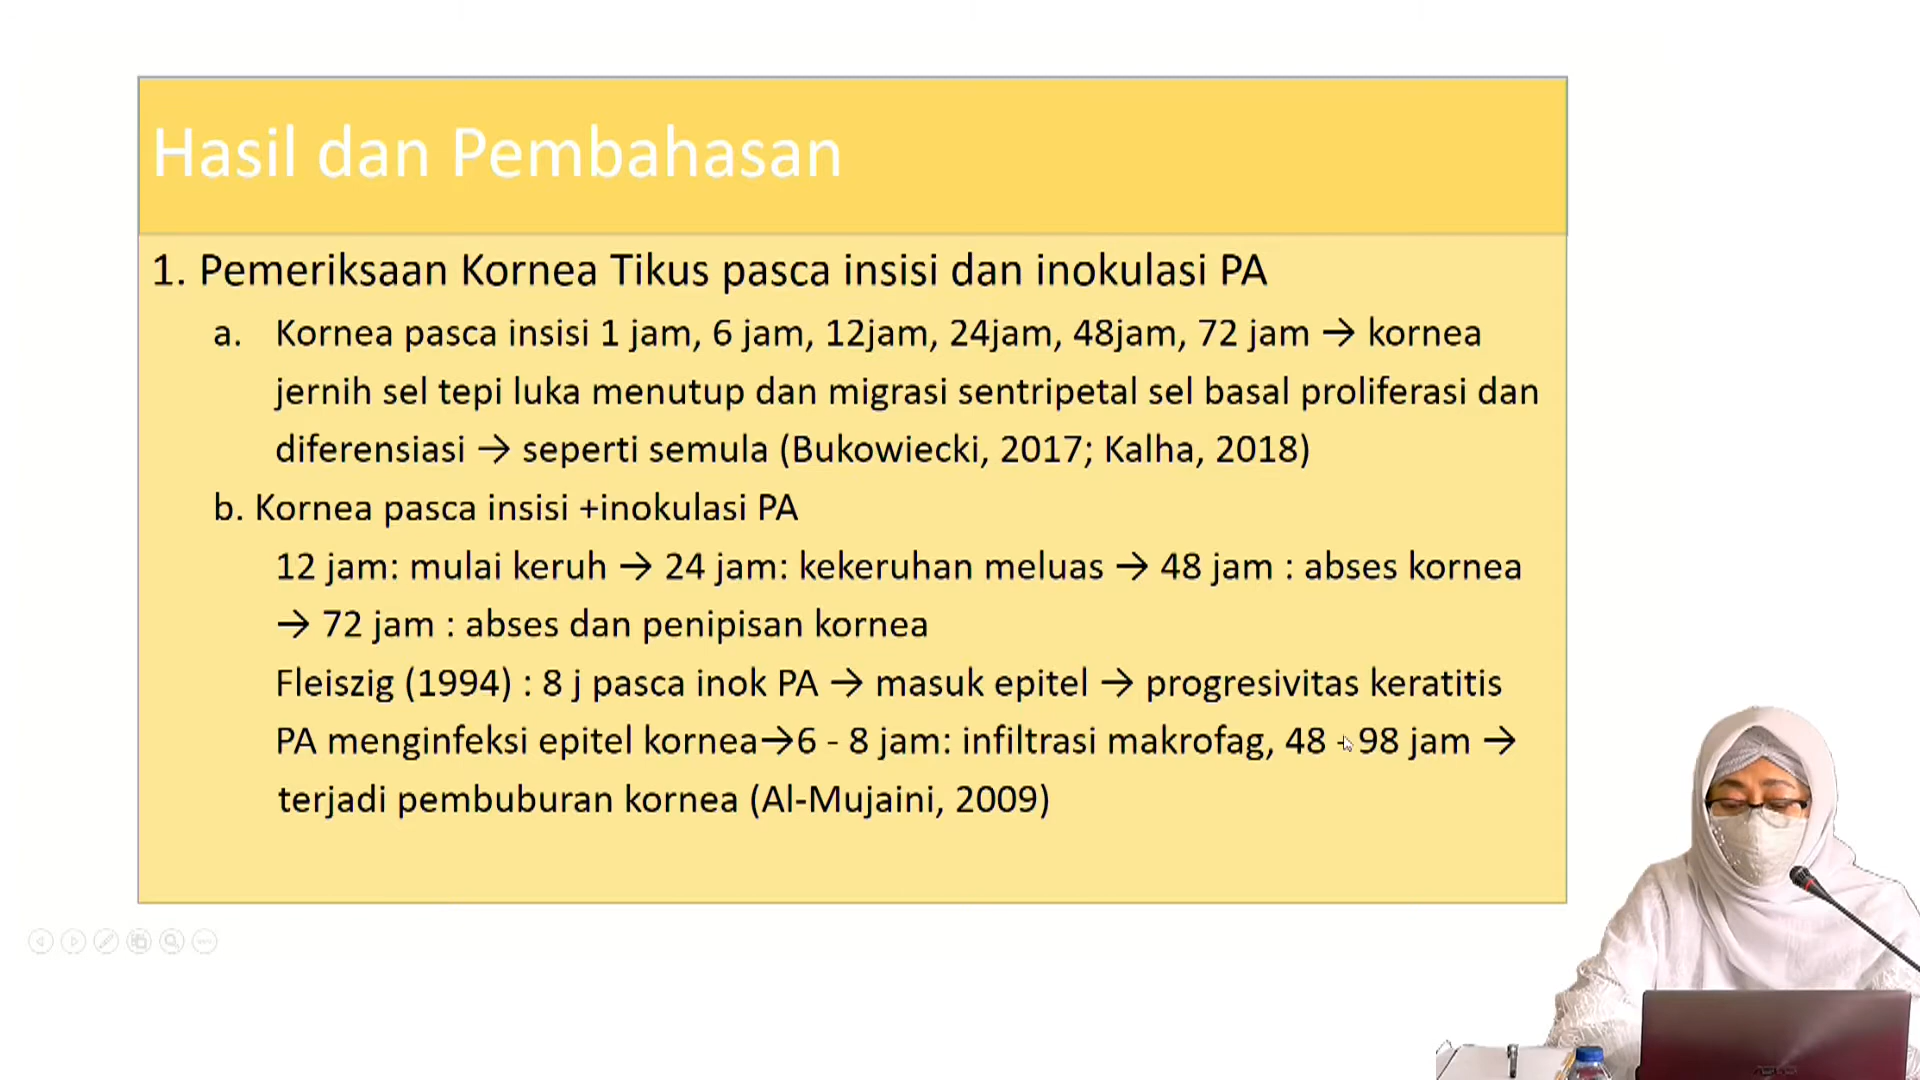 Hasil dan Pembahasan
1. Pemeriksaan Kornea Tikus pasca insisi dan inokulasi PA
a. Kornea pasca insisi 1 jam, 6 jam, 12jam, 24jam, 48jam, 72 jam → kornea
jernih sel tepi luka menutup dan migrasi sentripetal sel basal proliferasi dan
diferensiasi → seperti semula (Bukowiecki, 2017; Kalha, 2018)
b. Kornea pasca insisi +inokulasi PA
12 jam: mulai keruh → 24 jam: kekeruhan meluas → 48 jam : abses kornea
→ 72 jam : abses dan penipisan kornea
Fleiszig (1994) : 8 j pasca inok PA → masuk epitel → progresivitas keratitis
PA menginfeksi epitel kornea→6 - 8 jam: infiltrasi makrofag, 48 - 98 jam →
terjadi pembuburan kornea (Al-Mujaini, 2009)